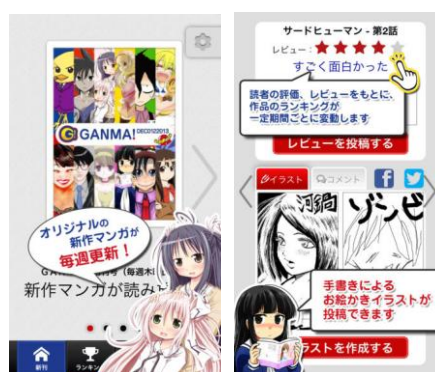 GANMA!
DEC012013
オリジナルの
新作マンガが
毎週更新!
新作マンガが読み
新刊
ランキン
サードヒューマン - 第2話
レビュー:★★★★★
すごく面白かった
読者の評価、レビューをもとに、
作品のランキングが
一定期間ごとに変動します
レビューを投稿する
イラスト
コメント
河鍋
ゾンビ
手書きによる
お絵かきイラストが
投稿できます
ラストを作成する